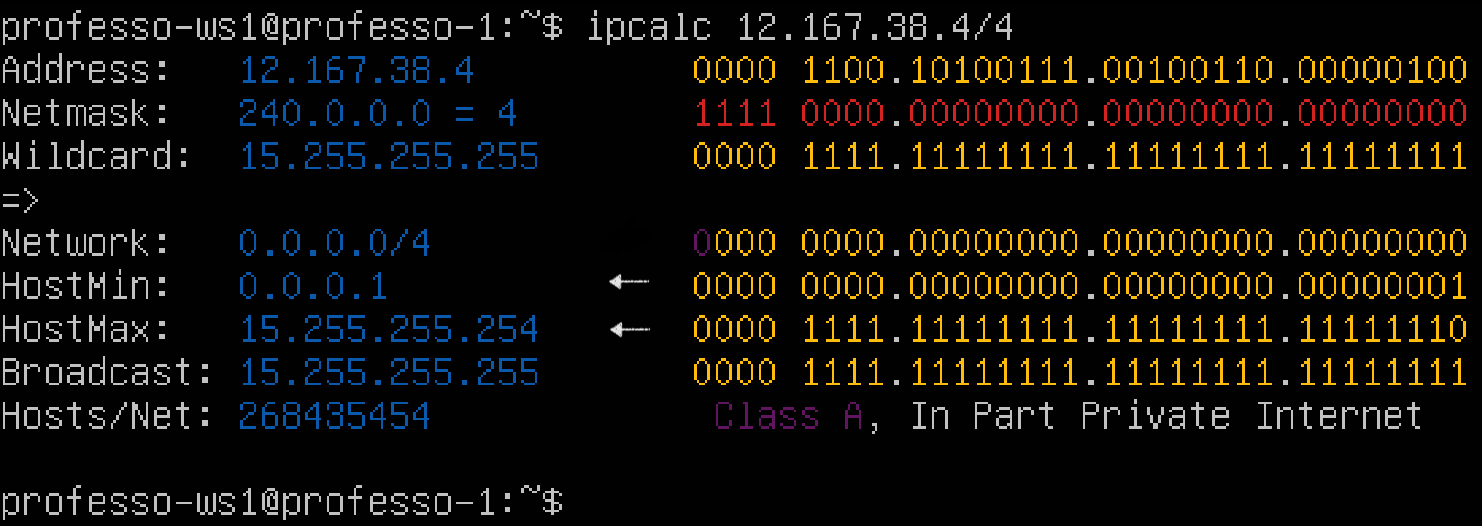 professo-ws1@professo-1:~$ ipcalc 12.167.38.4/4
Address:   12.167.38.4          0000 1100.10100111.00100110.00000100
Netmask:   240.0.0.0 = 4        1111 0000.00000000.00000000.00000000
Wildcard:  15.255.255.255       0000 1111.11111111.11111111.11111111
=>
Network:   0.0.0.0/4            0000 0000.00000000.00000000.00000000
HostMin:   0.0.0.1           ←  0000 0000.00000000.00000000.00000001
HostMax:   15.255.255.254    ←  0000 1111.11111111.11111111.11111110
Broadcast: 15.255.255.255       0000 1111.11111111.11111111.11111111
Hosts/Net: 268435454             Class A, In Part Private Internet
professo-ws1@professo-1:~$